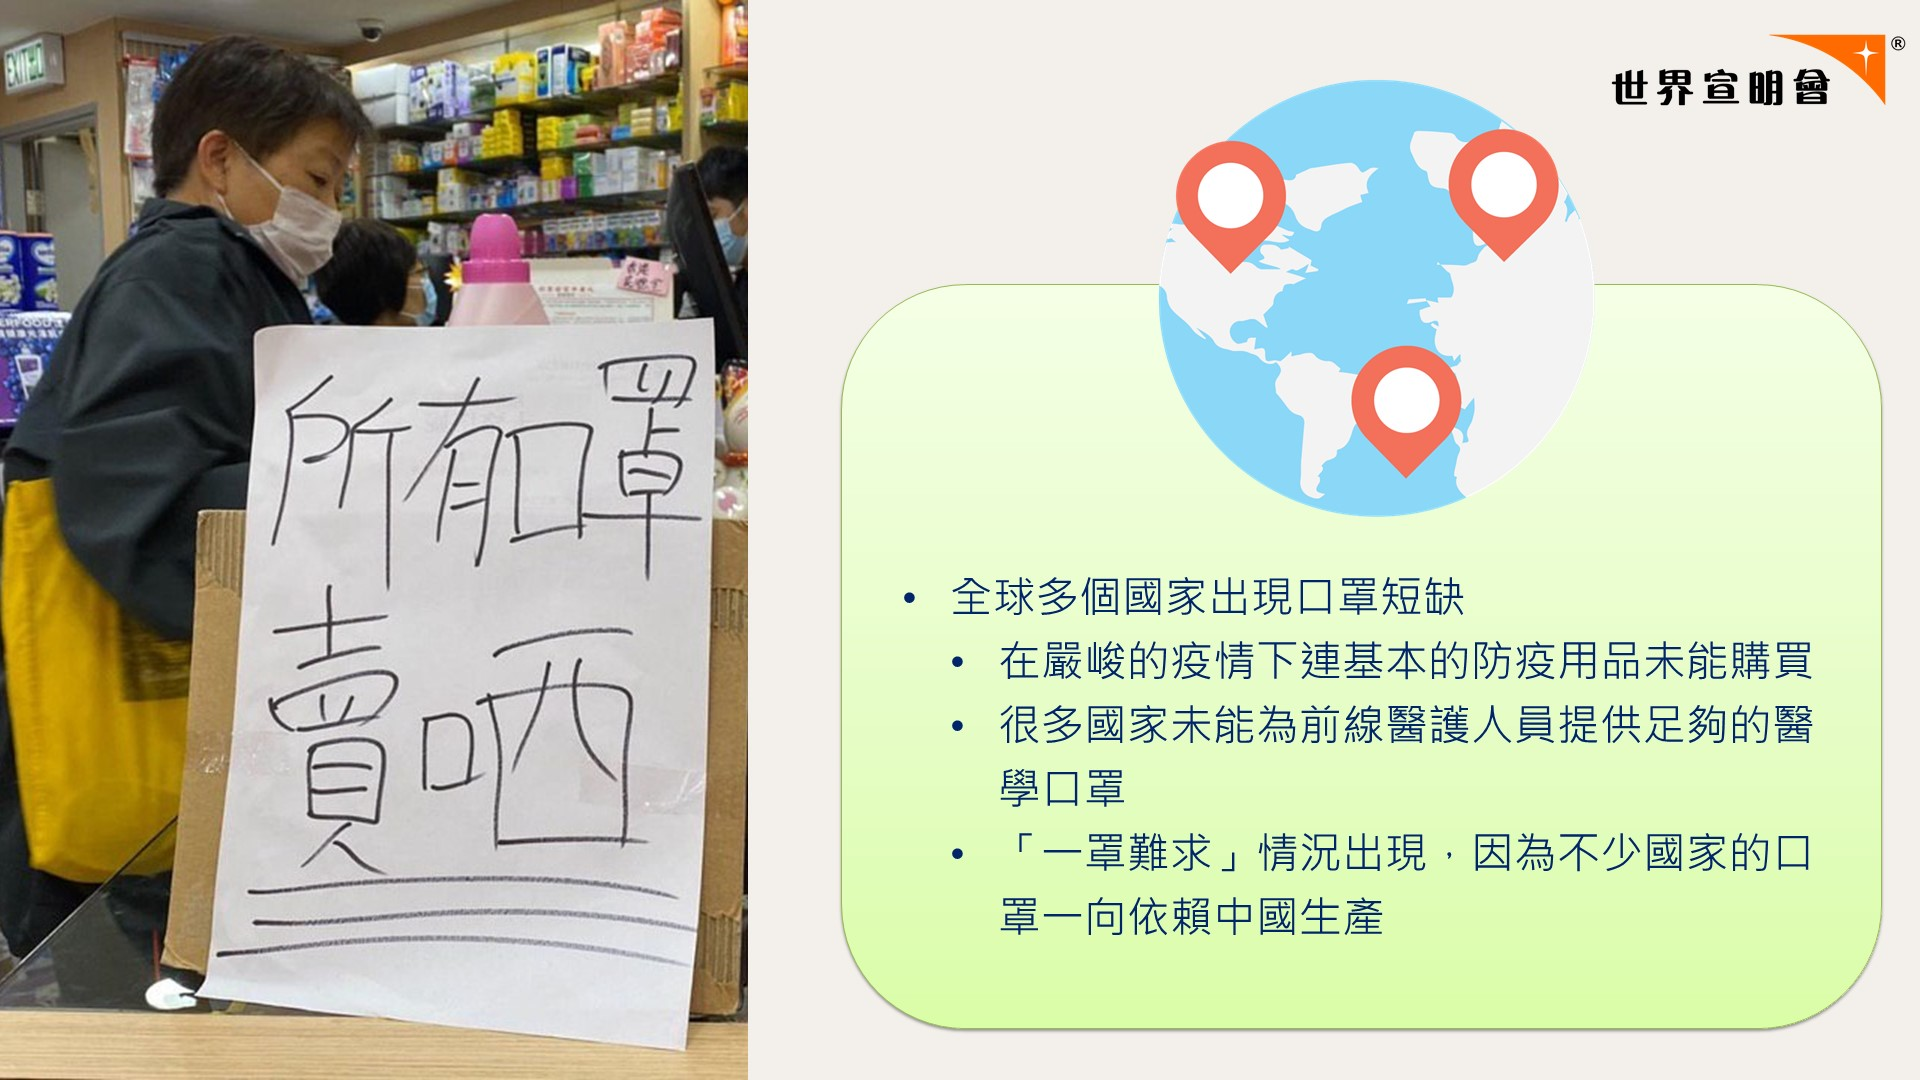 EXIT
所有口罩
賣哂
世界宣明會®
全球多個國家出現口罩短缺
在嚴峻的疫情下連基本的防疫用品未能購買
很多國家未能為前線醫護人員提供足夠的醫
學口罩
「一罩難求」情況出現，因為不少國家的口
罩一向依賴中國生產